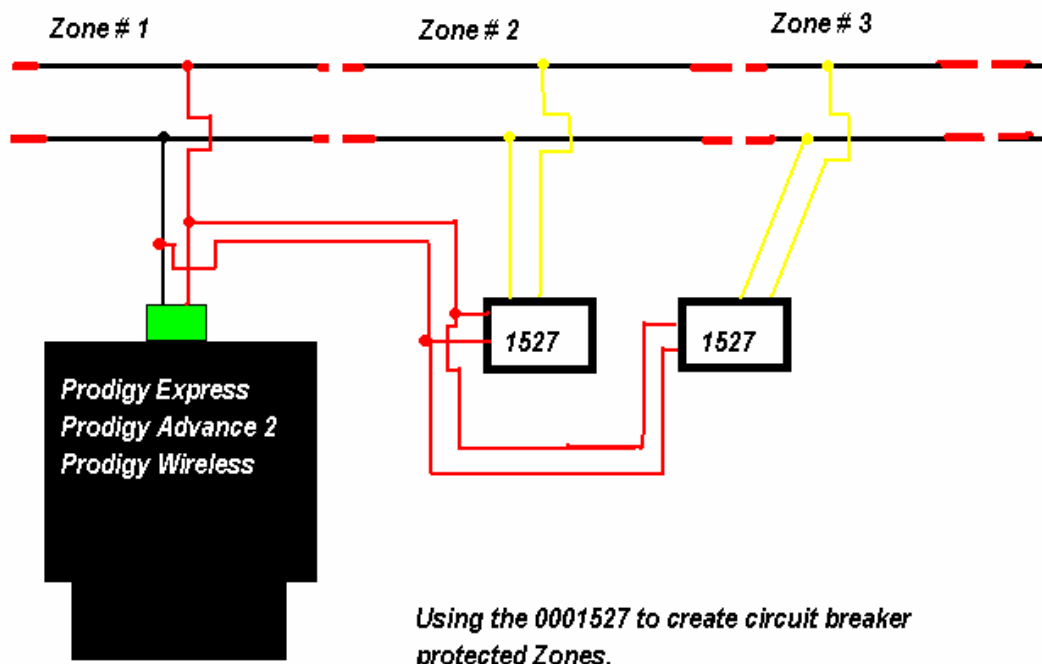 Zone # 1
Zone # 2
Zone # 3
1527
1527
Prodigy Express
Prodigy Advance 2
Prodigy Wireless
Using the 0001527 to create circuit breaker
protected Zones.